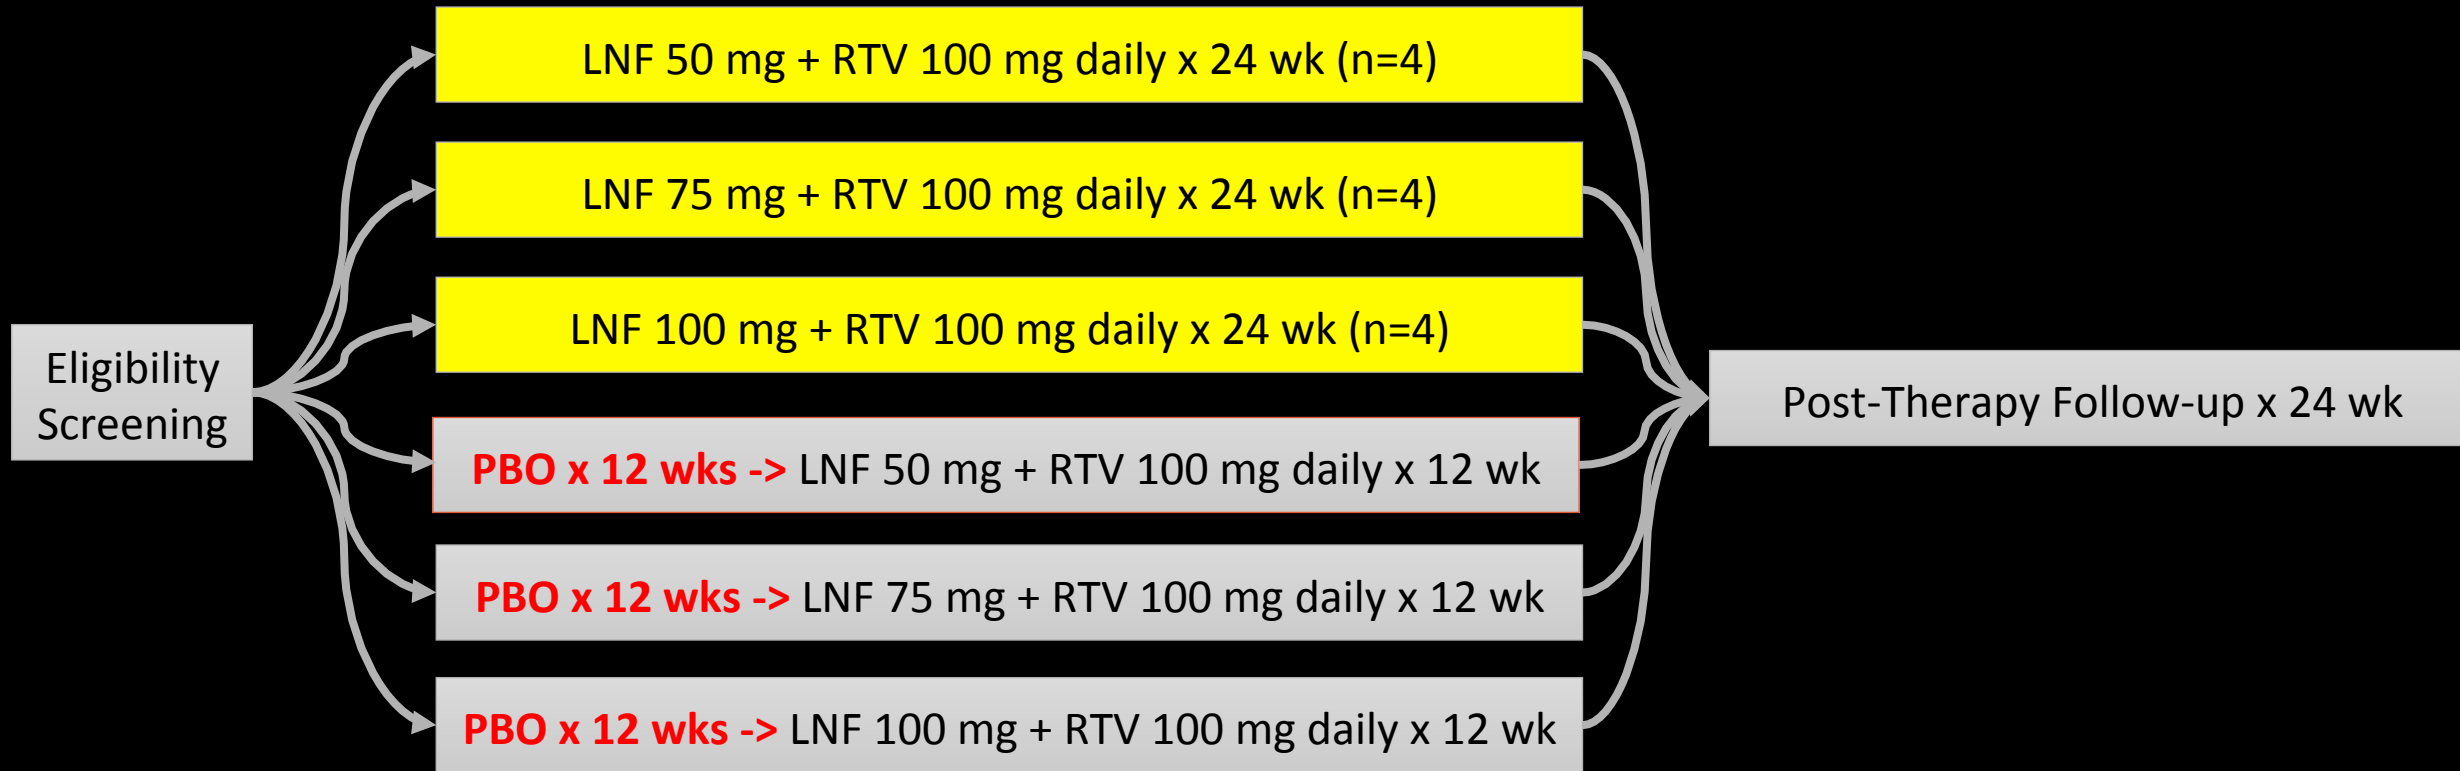 LNF 50 mg + RTV 100 mg daily x 24 wk (n=4)
LNF 75 mg + RTV 100 mg daily x 24 wk (n=4)
LNF 100 mg + RTV 100 mg daily x 24 wk (n=4)
Eligibility
Screening
Post-Therapy Follow-up x 24 wk
PBO x 12 wks -> LNF 50 mg + RTV 100 mg daily x 12 wk
PBO x 12 wks -> LNF 75 mg + RTV 100 mg daily x 12 wk
PBO x 12 wks -> LNF 100 mg + RTV 100 mg daily x 12 wk